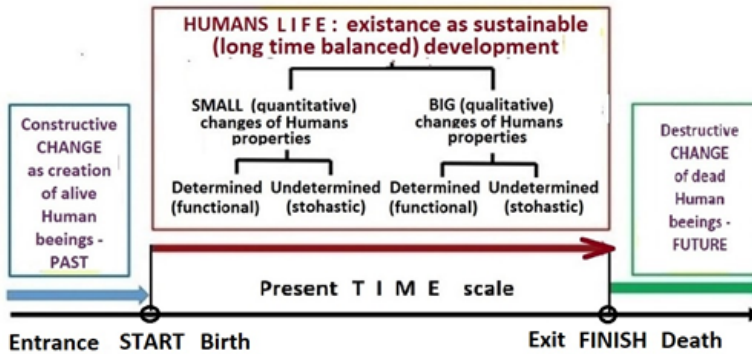 HUMANS L I F E : existance as sustainable
(long time balanced) development
SMALL (quantitative)
changes of Humans
properties
BIG (qualitative)
changes of Humans
properties
Determined
(functional)
Undetermined
(stohastic)
Determined
(functional)
Undetermined
(stohastic)
Constructive
CHANGE
as creation
of alive
Human
beeings -
PAST
Destructive
CHANGE
of dead
Human
beeings -
FUTURE
Present T I M E scale
Entrance START Birth
Exit FINISH Death